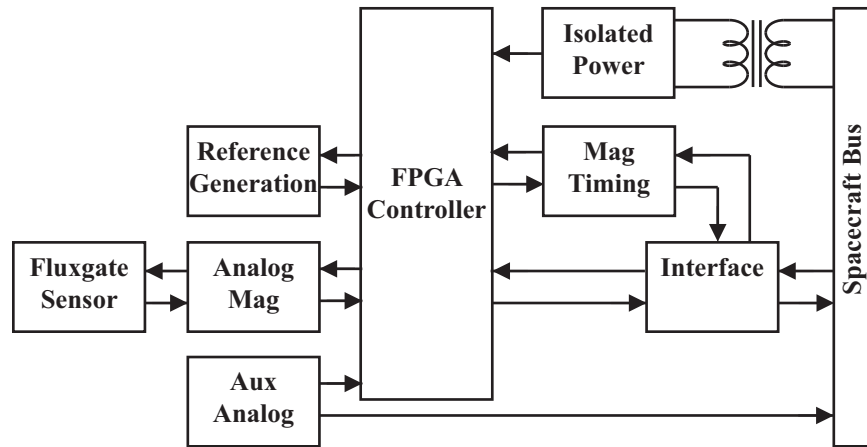 Isolated
Power
Reference
Generation
FPGA
Controller
Mag
Timing
Spacecraft Bus
Fluxgate
Sensor
Analog
Mag
Interface
Aux
Analog